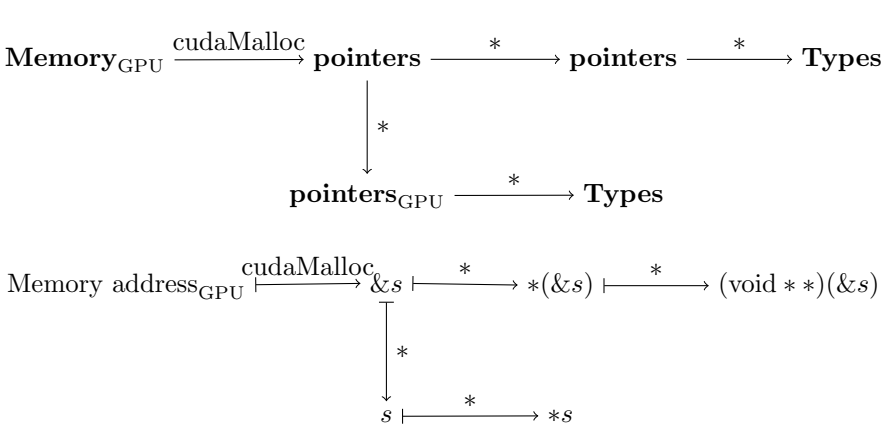 Memory_GPU cudaMalloc pointers * pointers * Types
*
pointers_GPU * Types
Memory address_GPU cudaMalloc &s * *(&s) * (void * *)(&s)
*
s * *s